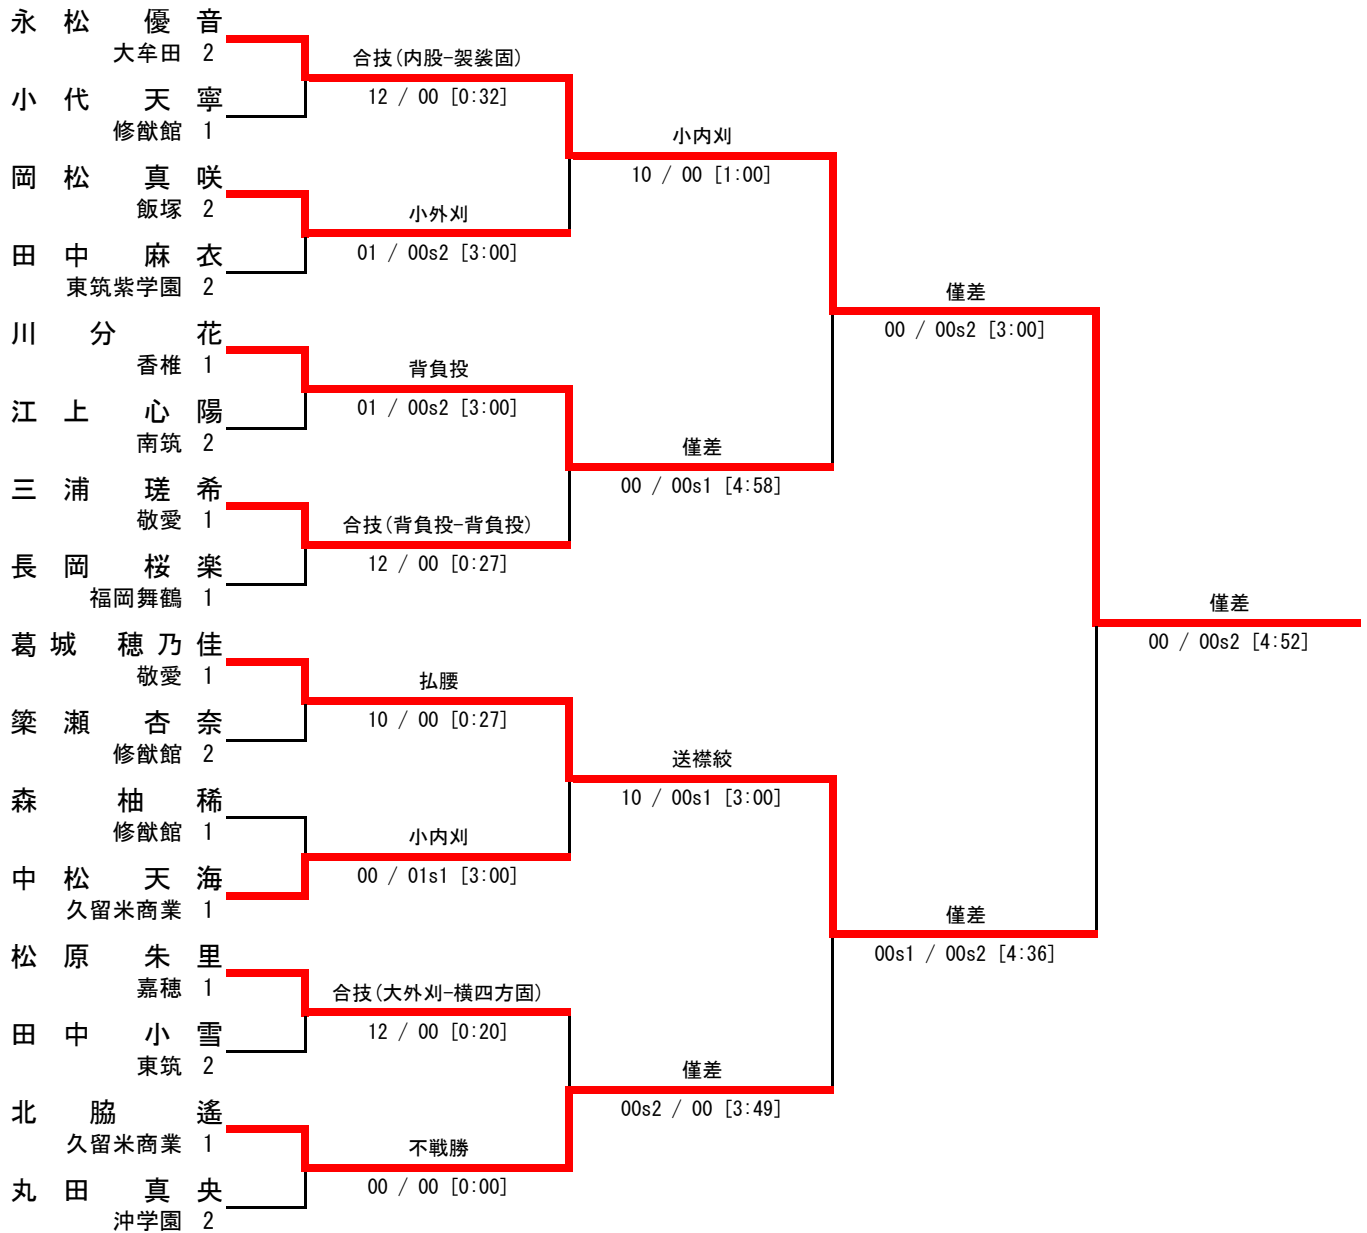 永松 優音
大牟田 2
小代 天寧
修猷館 1
岡松 真咲
飯塚 2
田中 麻衣
東筑紫学園 2
川分 花
香椎 1
江上 心陽
南筑 2
三浦 瑳希
敬愛 1
長岡 桜楽
福岡舞鶴 1
葛城 穂乃佳
敬愛 1
簗瀬 杏奈
修猷館 2
森 柚稀
修猷館 1
中松 天海
久留米商業 1
松原 朱里
嘉穂 1
田中 小雪
東筑 2
北脇 遙
久留米商業 1
丸田 真央
沖学園 2
合技(内股-袈裟固)
12 / 00 [0:32]
小外刈
01 / 00s2 [3:00]
背負投
01 / 00s2 [3:00]
合技(背負投-背負投)
12 / 00 [0:27]
払腰
10 / 00 [0:27]
小内刈
00 / 01s1 [3:00]
合技(大外刈-横四方固)
12 / 00 [0:20]
不戦勝
00 / 00 [0:00]
小内刈
10 / 00 [1:00]
僅差
00 / 00s1 [4:58]
送襟絞
10 / 00s1 [3:00]
僅差
00s2 / 00 [3:49]
僅差
00 / 00s2 [3:00]
僅差
00s1 / 00s2 [4:36]
僅差
00 / 00s2 [4:52]